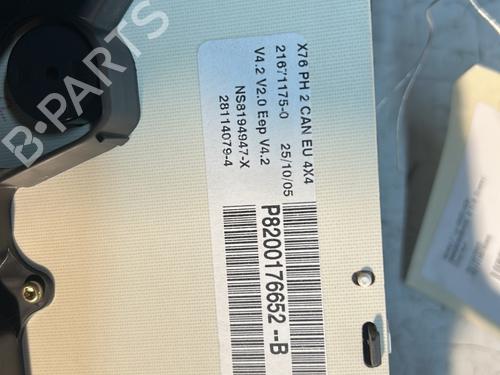 B-PARTS
X76 PH 2 CAN EU 4X4
21671175-0 25/10/05
V4.2 V2.0 Eep V4.2
NS8194947-X
28114079-4
P8200176652--B